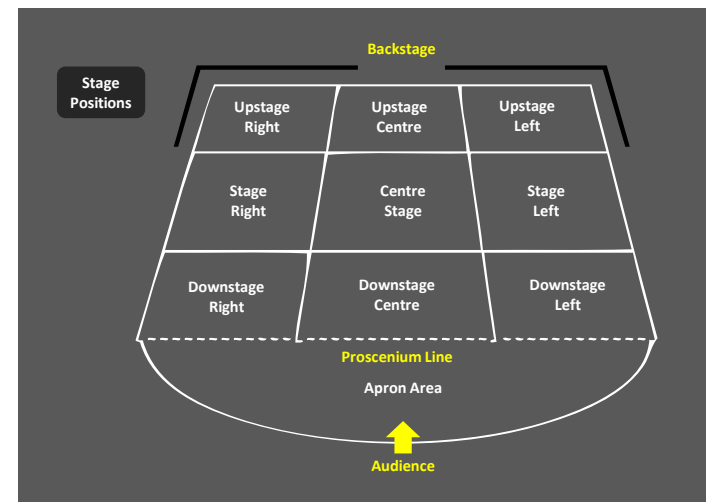 Backstage
Stage
Positions
Upstage
Right
Upstage
Centre
Upstage
Left
Stage
Right
Centre
Stage
Stage
Left
Downstage
Right
Downstage
Centre
Downstage
Left
Proscenium Line
Apron Area
Audience